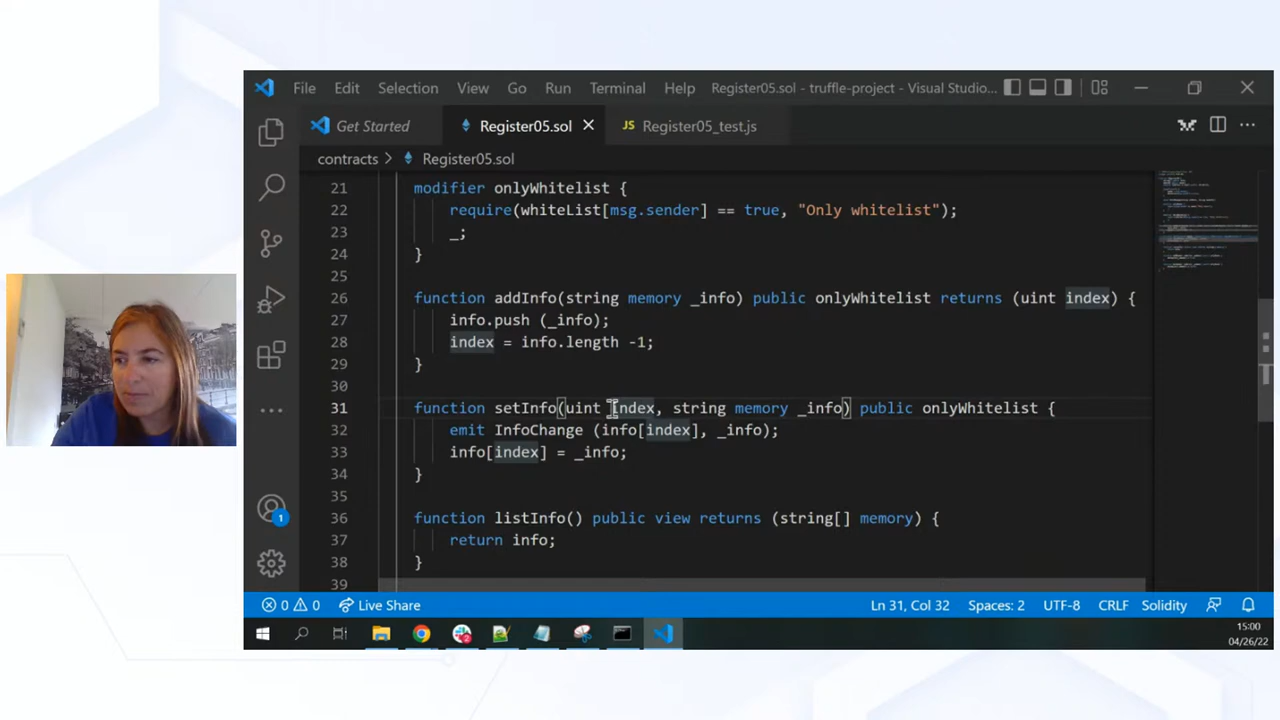 File Edit Selection View Go Run Terminal Help Register05.sol - truffle-project - Visual Studio...
Get Started Register05.sol JS Register05_test.js
contracts > Register05.sol
21 modifier onlyWhitelist {
22 require(whiteList[msg.sender] == true, "Only whitelist");
23 _;
24 }
25
26 function addInfo(string memory _info) public onlyWhitelist returns (uint index) {
27 info.push (_info);
28 index = info.length -1;
29 }
30
31 function setInfo(uint index, string memory _info) public onlyWhitelist {
32 emit InfoChange (info[index], _info);
33 info[index] = _info;
34 }
35
36 function listInfo() public view returns (string[] memory) {
37 return info;
38 }
39
1
0 0 Live Share Ln 31, Col 32 Spaces: 2 UTF-8 CRLF Solidity
15:00
04/26/22